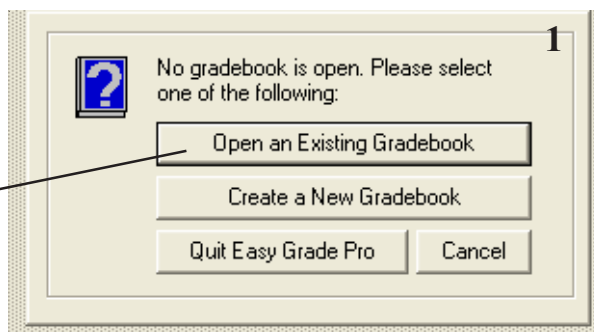 1
No gradebook is open. Please select
one of the following:
Open an Existing Gradebook
Create a New Gradebook
Quit Easy Grade Pro Cancel